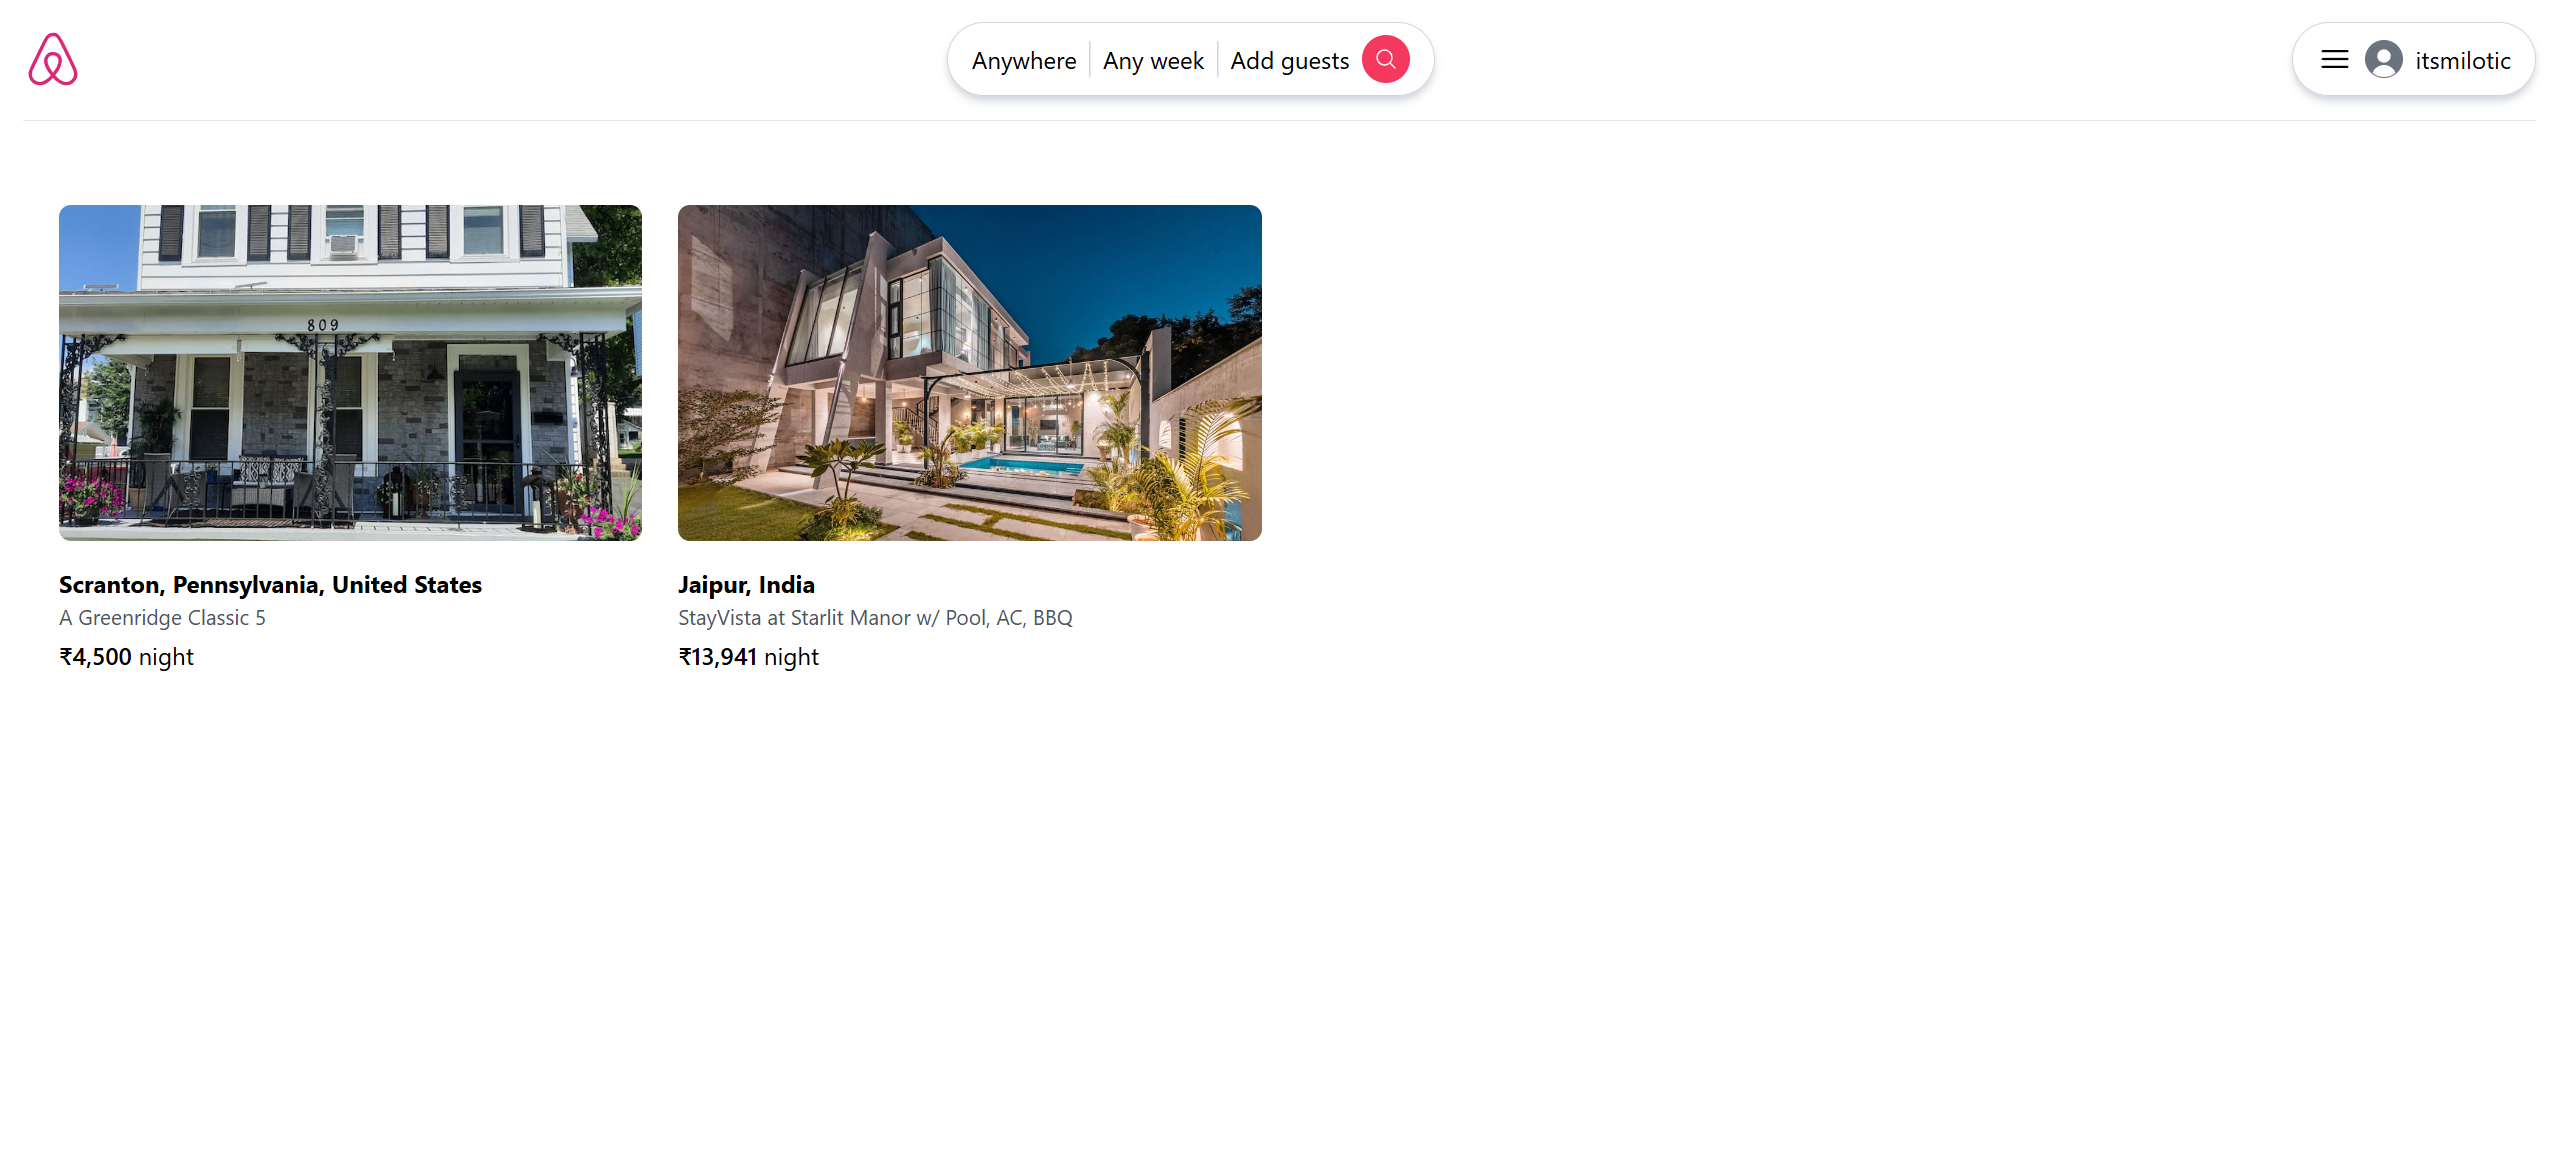 Anywhere
Any week
Add guests
itsmilotic
809
Scranton, Pennsylvania, United States
A Greenridge Classic 5
₹4,500 night
Jaipur, India
StayVista at Starlit Manor w/ Pool, AC, BBQ
₹13,941 night